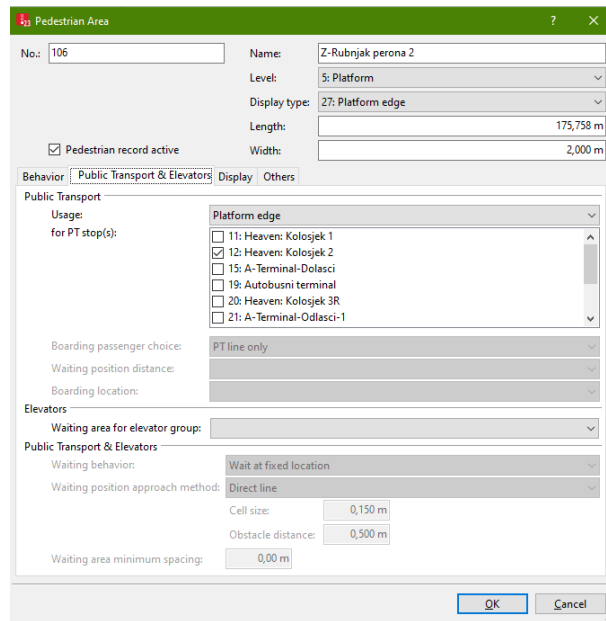 23 Pedestrian Area ? ×
No.: 106 Name: Z-Rubnjak perona 2
Level: 5: Platform
Display type: 27: Platform edge
Length: 175,758 m
Pedestrian record active Width: 2,000 m
Behavior Public Transport & Elevators Display Others
Public Transport
Usage: Platform edge
for PT stop(s): 11: Heaven: Kolosjek 1
12: Heaven: Kolosjek 2
15: A-Terminal-Dolasci
19: Autobusni terminal
20: Heaven: Kolosjek 3R
21: A-Terminal-Odlasci-1
Boarding passenger choice: PT line only
Waiting position distance:
Boarding location:
Elevators
Waiting area for elevator group:
Public Transport & Elevators
Waiting behavior: Wait at fixed location
Waiting position approach method: Direct line
Cell size: 0,150 m
Obstacle distance: 0,500 m
Waiting area minimum spacing: 0,00 m
OK Cancel